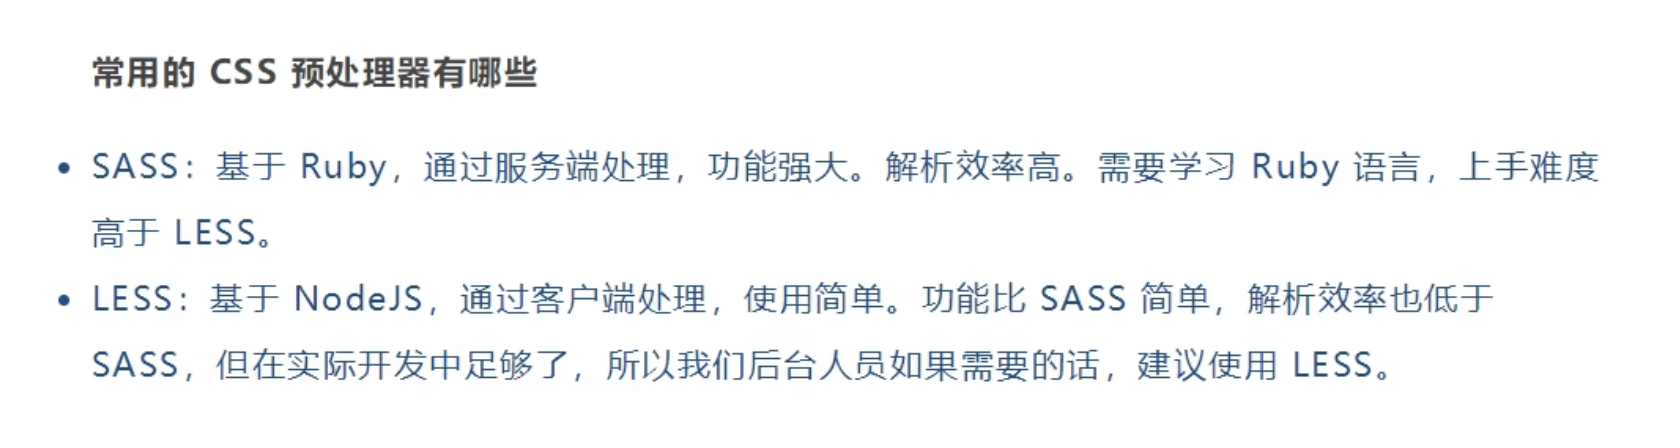 常用的 CSS 预处理器有哪些
• SASS：基于 Ruby，通过服务端处理，功能强大。解析效率高。需要学习 Ruby 语言，上手难度
高于 LESS。
• LESS：基于 NodeJS，通过客户端处理，使用简单。功能比 SASS 简单，解析效率也低于
SASS，但在实际开发中足够了，所以我们后台人员如果需要的话，建议使用 LESS。